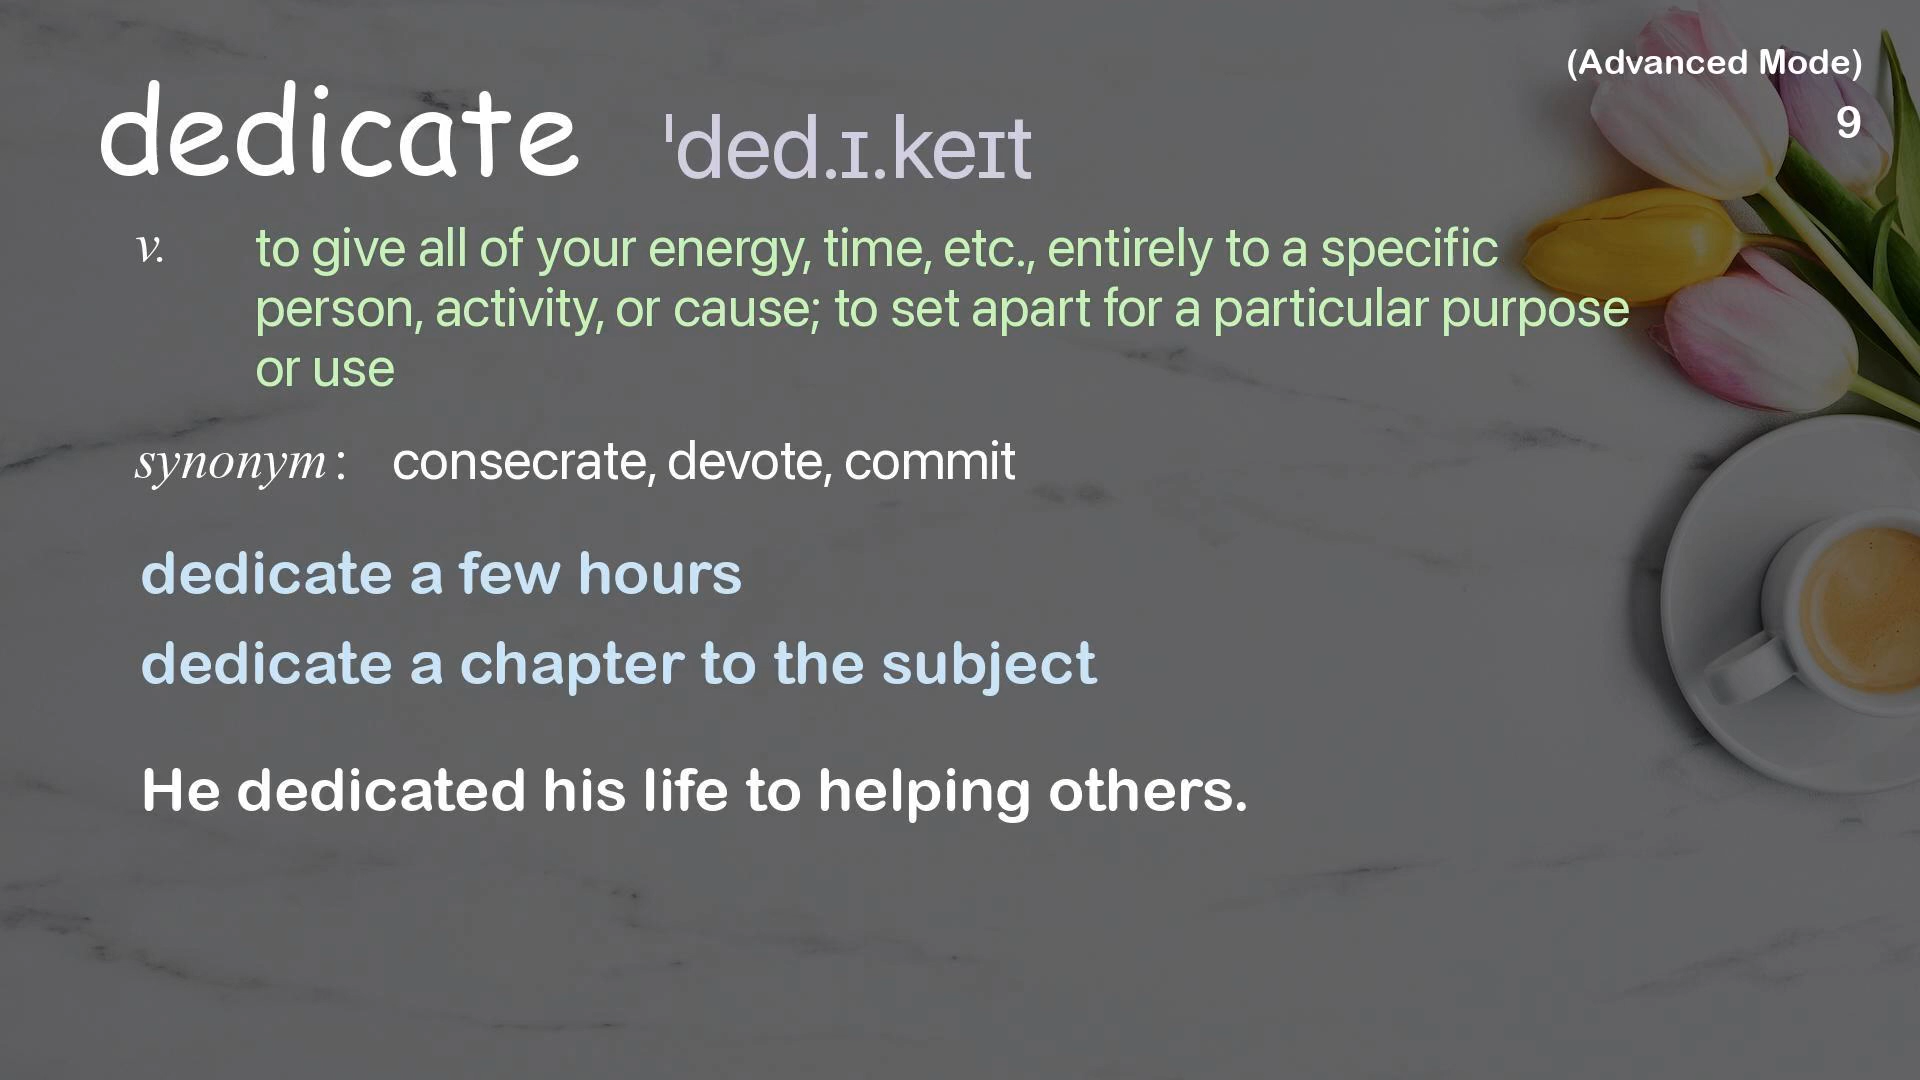 (Advanced Mode)
9
dedicate ˈded.ɪ.keɪt
v. to give all of your energy, time, etc., entirely to a specific
person, activity, or cause; to set apart for a particular purpose
or use
synonym : consecrate, devote, commit
dedicate a few hours
dedicate a chapter to the subject
He dedicated his life to helping others.